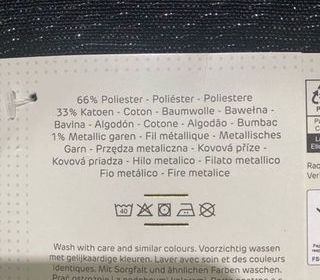 66% Poliester - Poliéster - Poliestere
33% Katoen - Coton - Baumwolle - Bawełna -
Bavlna - Algodón - Cotone - Algodão - Bumbac
1% Metallic garen - Fil métallique - Metallisches
Garn - Przędza metaliczna - Kovová příze -
Kovová priadza - Hilo metalico - Filato metallico
Fio metálico - Fire metalice
40
Wash with care and similar colours. Voorzichtig wassen
met gelijkaardige kleuren. Laver avec soin et des couleurs
identiques. Mit Sorgfalt und ähnlichen Farben waschen.